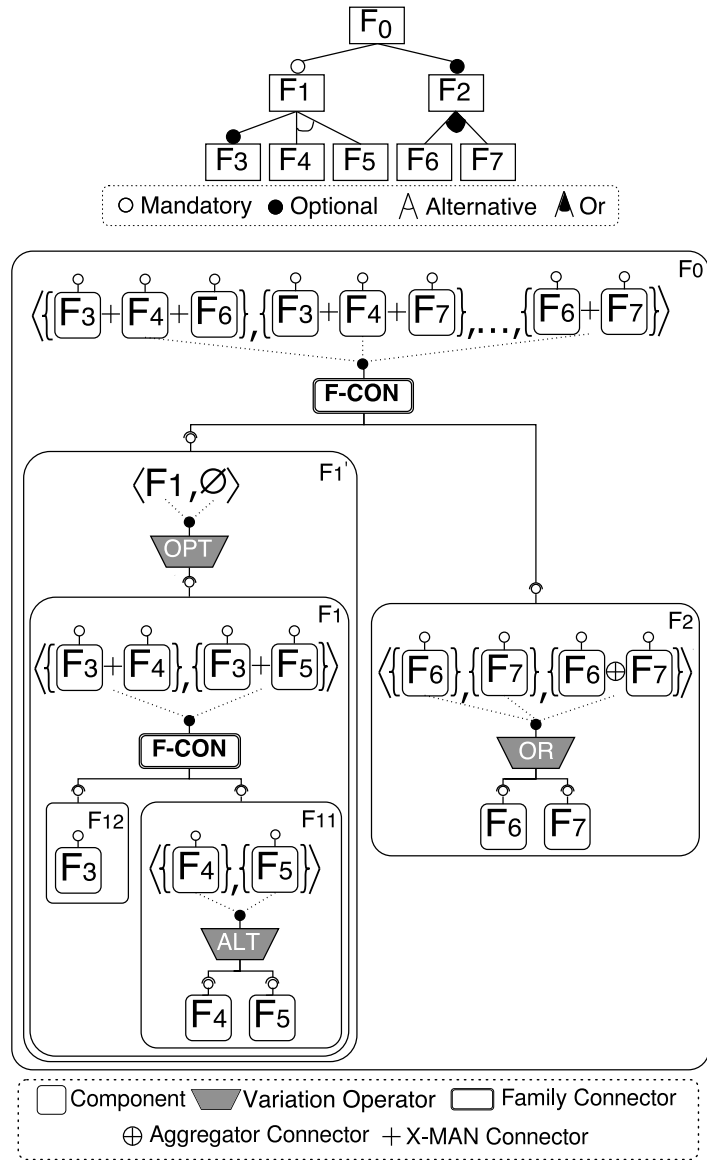 F0
F1 F2
F3 F4 F5 F6 F7
Mandatory Optional Alternative Or
F0
⟨{F3+F4+F6},{F3+F4+F7},...,{F6+F7}⟩
F-CON
F1'
⟨F1,∅⟩
OPT
F1
⟨{F3+F4},{F3+F5}⟩
F-CON
F12
F3
F11
⟨{F4},{F5}⟩
ALT
F4 F5
F2
⟨{F6},{F7},{F6⊕F7}⟩
OR
F6 F7
Component Variation Operator Family Connector
⊕ Aggregator Connector + X-MAN Connector